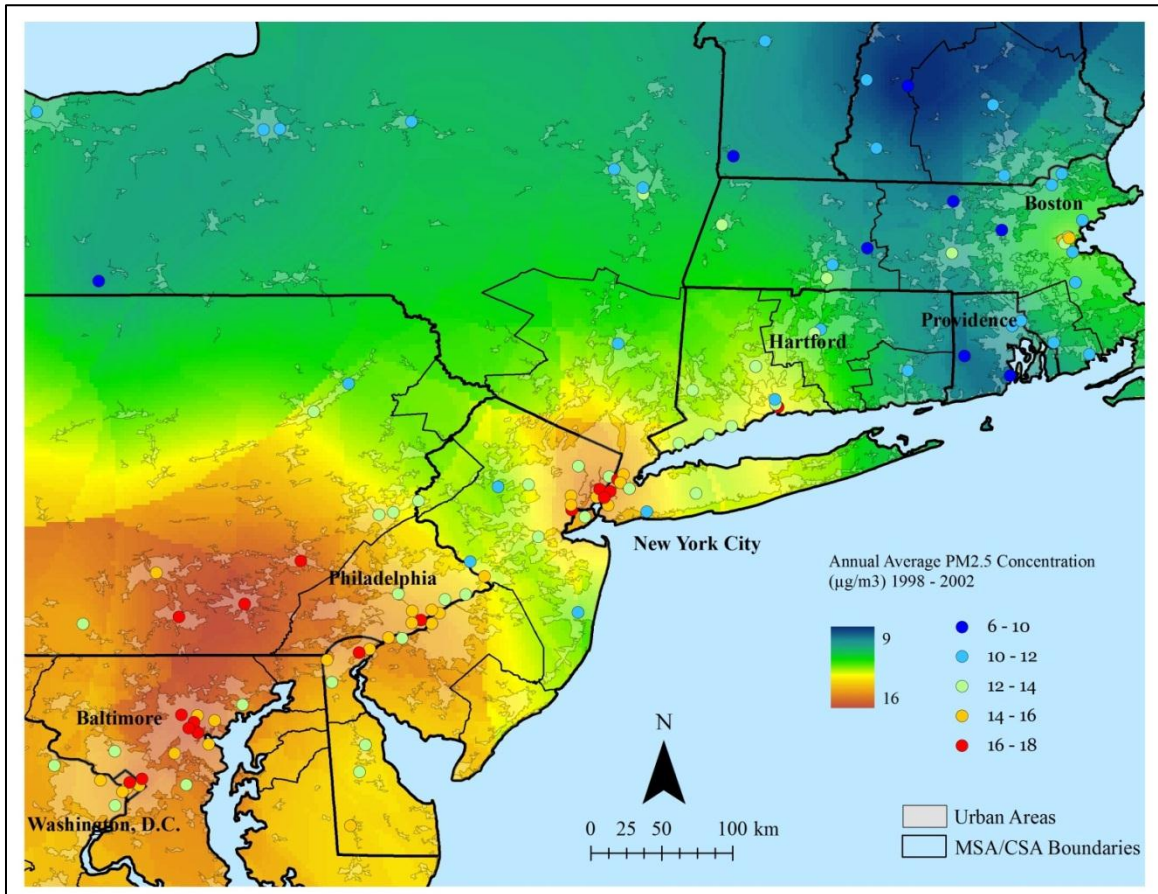 Boston
Providence
Hartford
New York City
Philadelphia
Baltimore
Washington, D.C.
Annual Average PM2.5 Concentration
(µg/m3) 1998 - 2002
9
16
6 - 10
10 - 12
12 - 14
14 - 16
16 - 18
N
0 25 50 100 km
Urban Areas
MSA/CSA Boundaries